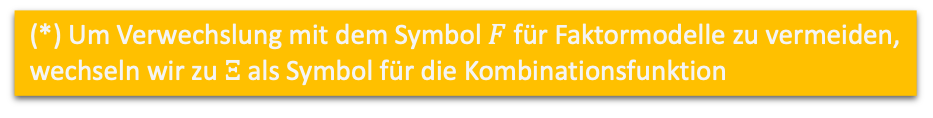 (*) Um Verwechslung mit dem Symbol 𝐹 für Faktormodelle zu vermeiden,
wechseln wir zu Ξ als Symbol für die Kombinationsfunktion